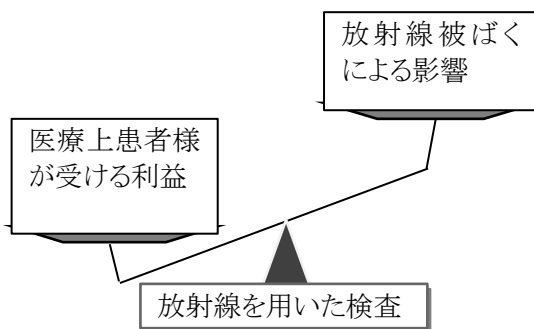 放射線被ばく
による影響
医療上患者様
が受ける利益
放射線を用いた検査